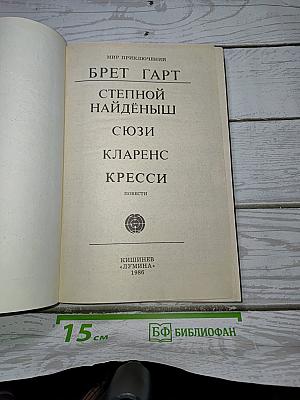 МИР ПРИКЛЮЧЕНИЙ
БРЕТ ГАРТ
СТЕПНОЙ
НАЙДЁНЫШ
СЮЗИ
КЛАРЕНС
КРЕССИ
ПОВЕСТИ
КИШИНЕВ
«ЛУМИНА»
1986
15 см
БФ БИБЛИОФАН